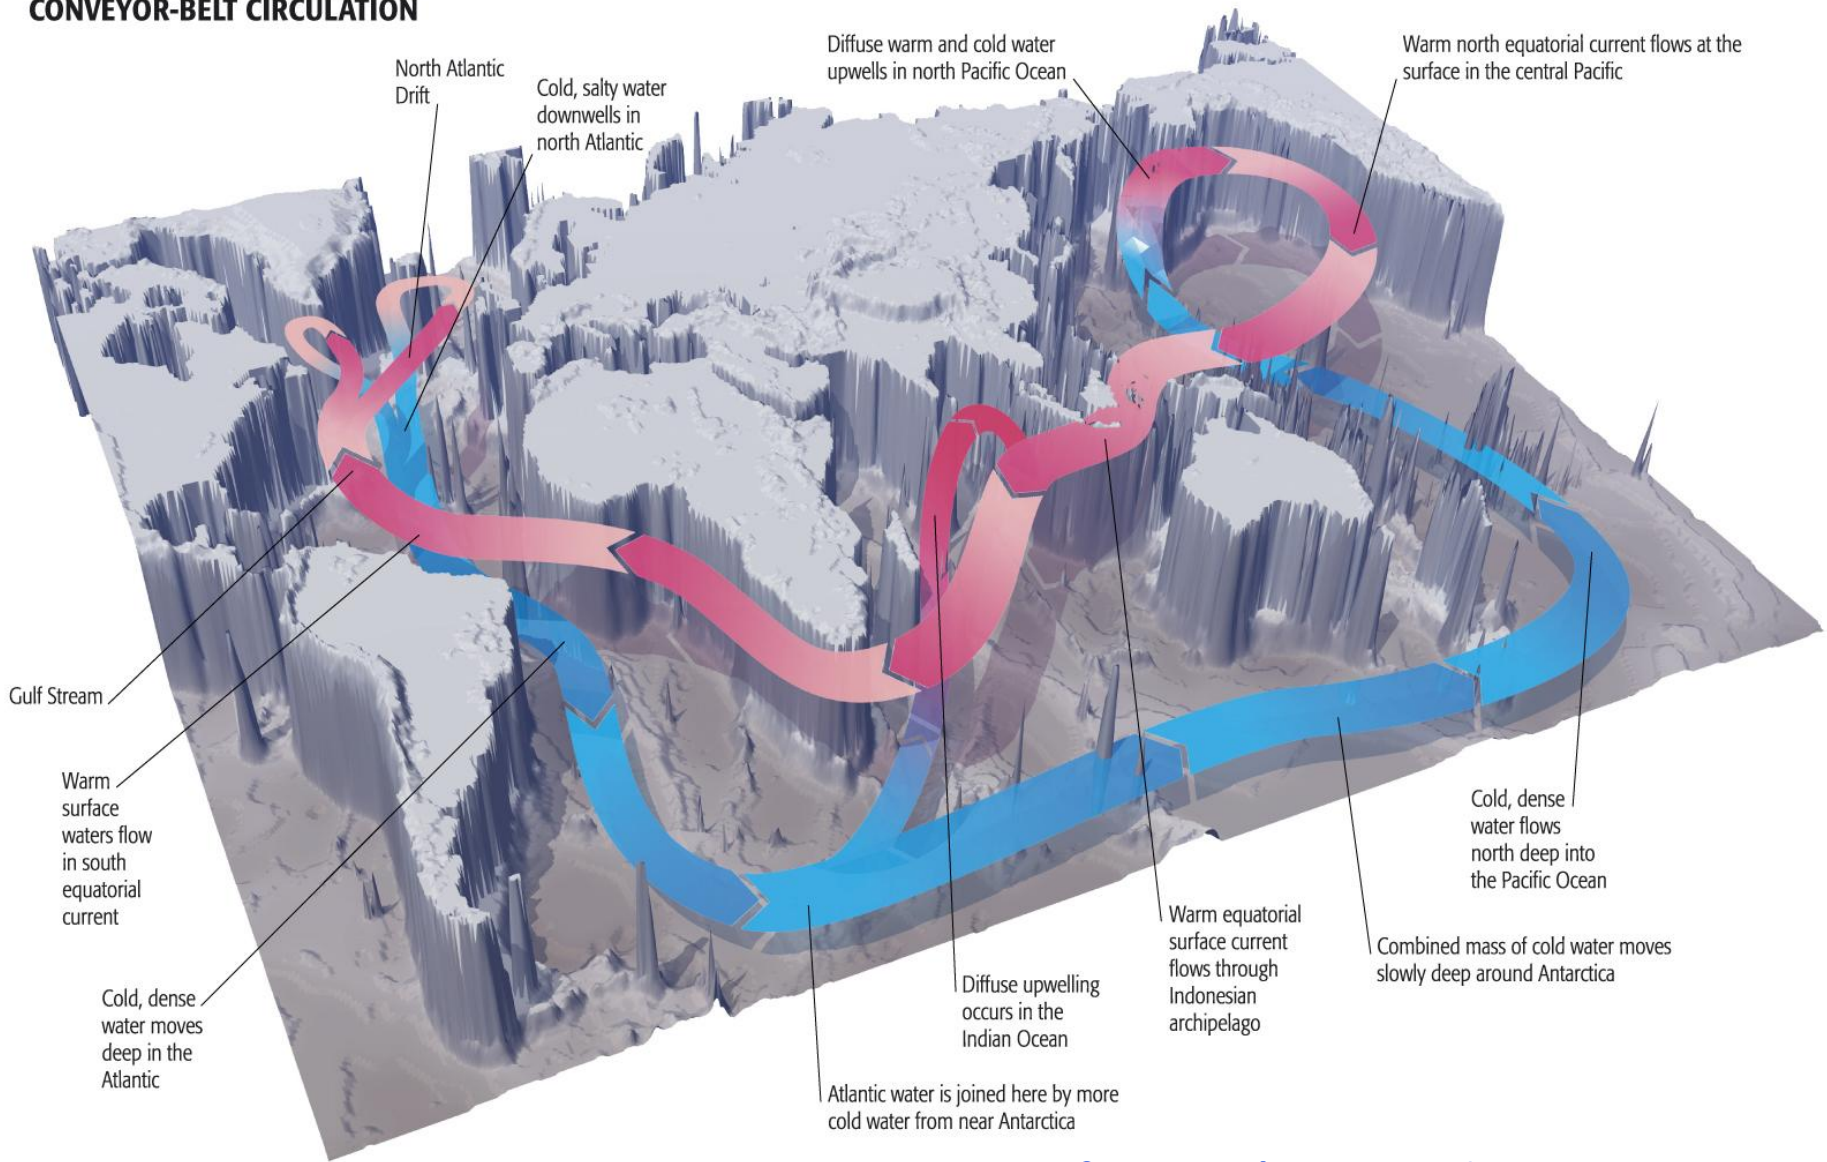 CONVEYOR-BELT CIRCULATION
North Atlantic
Drift
Cold, salty water
downwells in
north Atlantic
Diffuse warm and cold water
upwells in north Pacific Ocean
Warm north equatorial current flows at the
surface in the central Pacific
Gulf Stream
Warm
surface
waters flow
in south
equatorial
current
Cold, dense
water moves
deep in the
Atlantic
Atlantic water is joined here by more
cold water from near Antarctica
Diffuse upwelling
occurs in the
Indian Ocean
Warm equatorial
surface current
flows through
Indonesian
archipelago
Combined mass of cold water moves
slowly deep around Antarctica
Cold, dense
water flows
north deep into
the Pacific Ocean